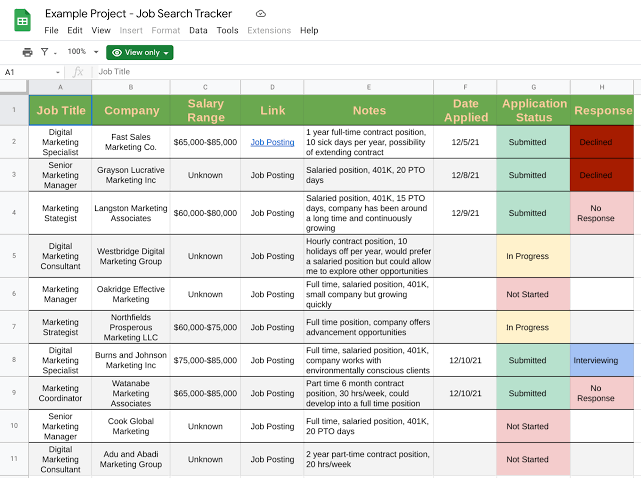 Example Project - Job Search Tracker
File Edit View Insert Format Data Tools Extensions Help
100% View only
A1 fx Job Title
A B C D E F G H
1 Job Title Company Salary Range Link Notes Date Applied Application Status Response
2 Digital Marketing Specialist Fast Sales Marketing Co. $65,000-$85,000 Job Posting 1 year full-time contract position, 10 sick days per year, possibility of extending contract 12/5/21 Submitted Declined
3 Senior Marketing Manager Grayson Lucrative Marketing Inc Unknown Job Posting Salaried position, 401K, 20 PTO days 12/8/21 Submitted Declined
4 Marketing Stategist Langston Marketing Associates $60,000-$80,000 Job Posting Salaried position, 401K, 15 PTO days, company has been around a long time and continuously growing 12/9/21 Submitted No Response
5 Digital Marketing Consultant Westbridge Digital Marketing Group Unknown Job Posting Hourly contract position, 10 holidays off per year, would prefer a salaried position but could allow me to explore other opportunities In Progress
6 Marketing Manager Oakridge Effective Marketing Unknown Job Posting Full time, salaried position, 401K, small company but growing quickly Not Started
7 Marketing Strategist Northfields Prosperous Marketing LLC $60,000-$75,000 Job Posting Full time position, company offers advancement opportunities In Progress
8 Digital Marketing Specialist Burns and Johnson Marketing Inc $75,000-$85,000 Job Posting Full time, salaried position, 401K, company works with environmentally conscious clients 12/10/21 Submitted Interviewing
9 Marketing Coordinator Watanabe Marketing Associates $65,000-$85,000 Job Posting Part time 6 month contract position, 30 hrs/week, could develop into a full time position 12/10/21 Submitted No Response
10 Senior Marketing Manager Cook Global Marketing Unknown Job Posting Full time, salaried position, 401K, 20 PTO days Not Started
11 Digital Marketing Consultant Adu and Abadi Marketing Group Unknown Job Posting 2 year part-time contract position, 20 hrs/week Not Started